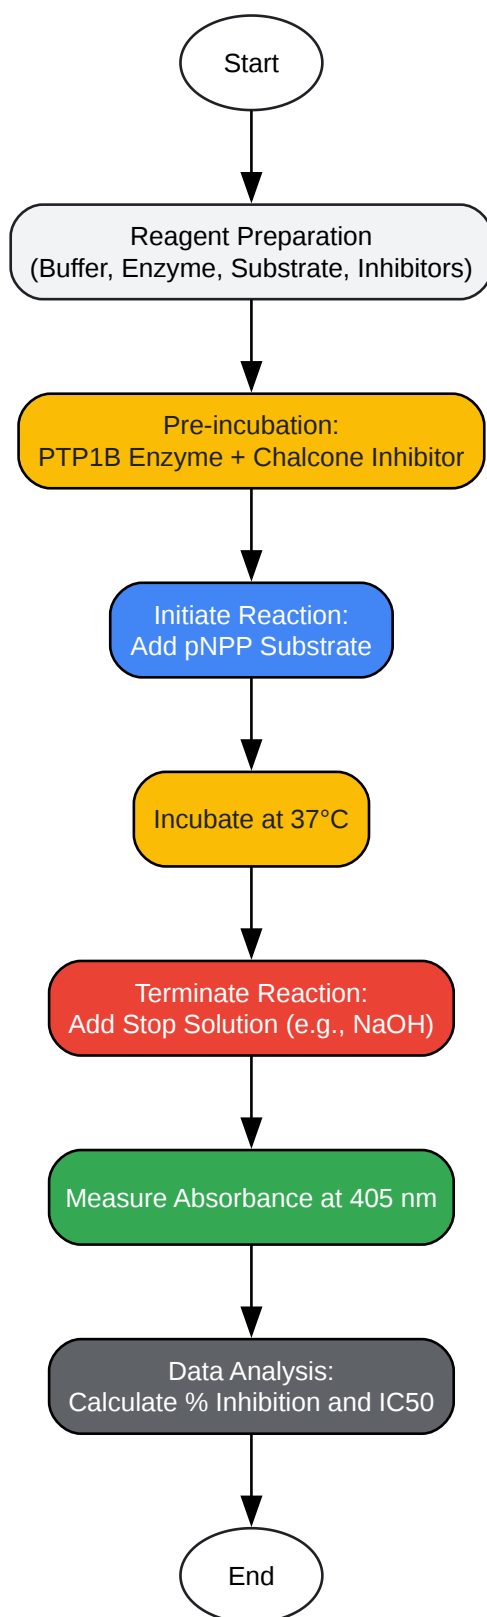 Start
Reagent Preparation
(Buffer, Enzyme, Substrate, Inhibitors)
Pre-incubation:
PTP1B Enzyme + Chalcone Inhibitor
Initiate Reaction:
Add pNPP Substrate
Incubate at 37°C
Terminate Reaction:
Add Stop Solution (e.g., NaOH)
Measure Absorbance at 405 nm
Data Analysis:
Calculate % Inhibition and IC50
End